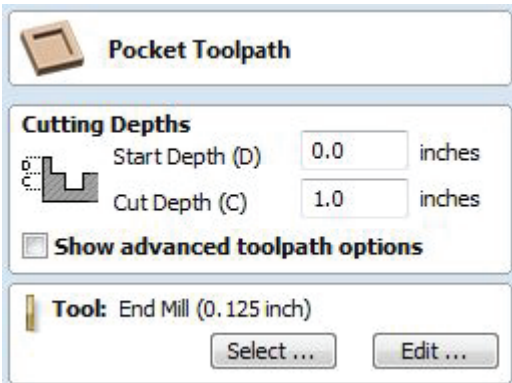 Pocket Toolpath
Cutting Depths
D
C
Start Depth (D) 0.0 inches
Cut Depth (C) 1.0 inches
Show advanced toolpath options
Tool: End Mill (0.125 inch)
Select ... Edit ...